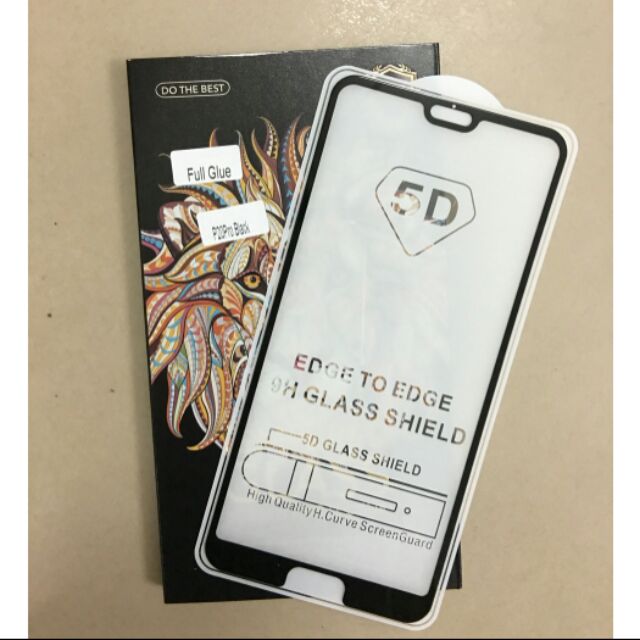 DO THE BEST
Full Glue
P20Pro Black
5D
EDGE TO EDGE
9H GLASS SHIELD
5D GLASS SHIELD
High Quality H.Curve ScreenGuard